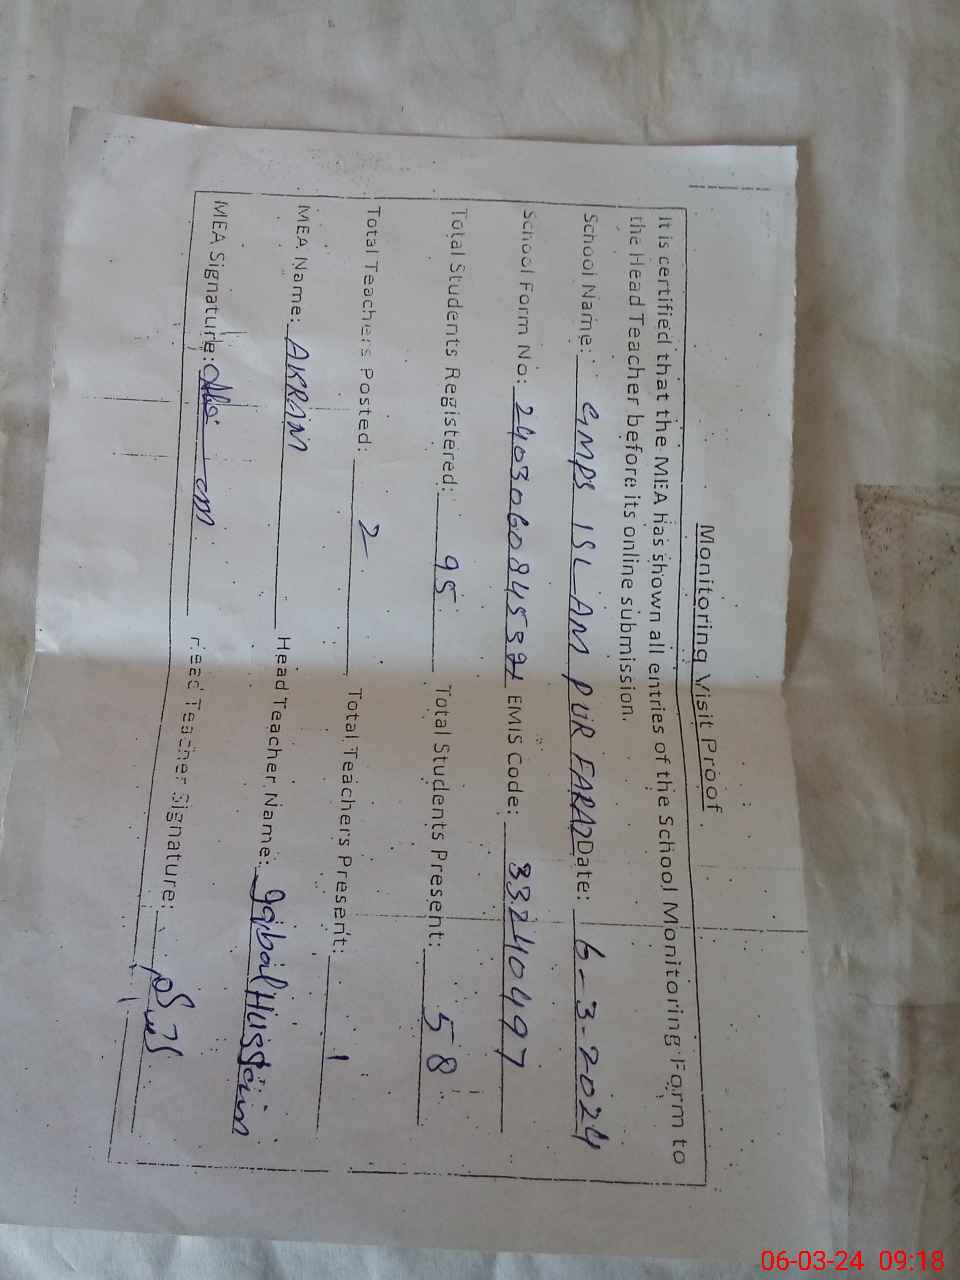 Monitoring Visit Proof
It is certified that the MEA has shown all entries of the School Monitoring Form to
the Head Teacher before its online submission.
School Name: GMPS ISLAM PUR FARAZ Date: 6-3-2024
School Form No: EMIS Code: 33240497
Total Students Registered: 95 Total Students Present: 58
Total Teachers Posted: 2 Total Teachers Present: 1
MEA Name: AKRAM Head Teacher Name: Iqbal Hussain
MEA Signature: Head Teacher Signature:
06-03-24 09:18